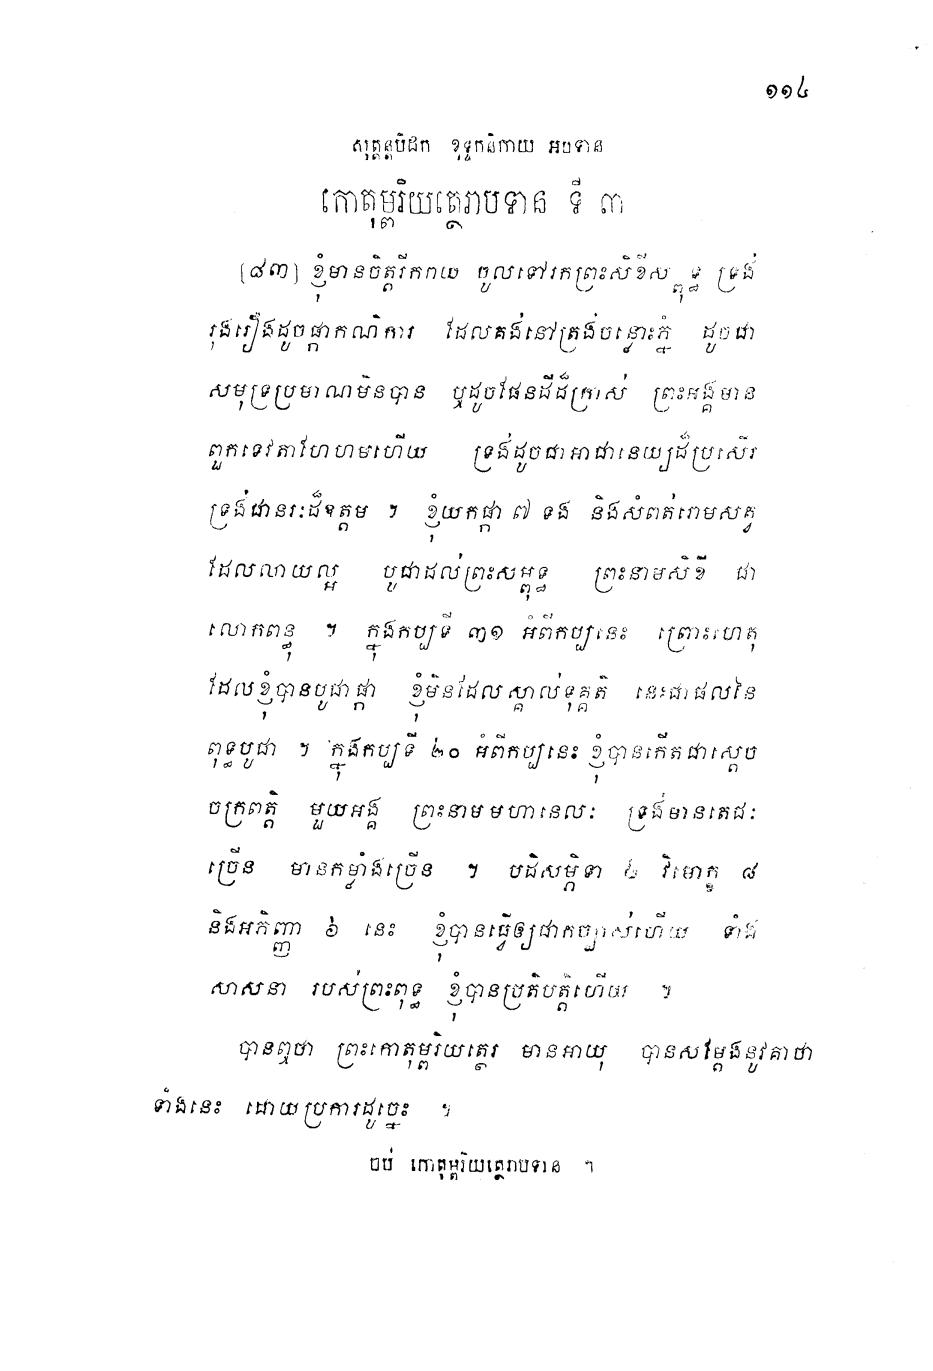 ១១៤
សុត្តន្តបិដក ខុទ្ទកនិកាយ អបទាន
កោតុម្ពរិយត្ថេរាបទាន ទី ៣
(៨៣) ខ្ញុំមានចិត្តរីករាយ ចូលទៅរកព្រះសិខីសម្ពុទ្ធ ទ្រង់
រុងរឿងដូចផ្កាកណិការ ដែលគង់នៅត្រង់ចន្លោះភ្នំ ដូចជា
សមុទ្រប្រមាណមិនបាន ឬដូចផែនដីដ៏ក្រាស់ ព្រះអង្គមាន
ពួកទេវតាហែហមហើយ ទ្រង់ដូចជាអាជានេយ្យដ៏ប្រសើរ
ទ្រង់ជានរៈដ៏ឧត្តម ។ ខ្ញុំយកផ្កា ៧ ទង និងសំពត់រោមសត្វ
ដែលលាយល្អ បូជាដល់ព្រះសម្ពុទ្ធ ព្រះនាមសិខី ជា
លោកពន្ធុ ។ ក្នុងកប្បទី ៣១ អំពីកប្បនេះ ព្រោះហេតុ
ដែលខ្ញុំបានបូជាផ្កា ខ្ញុំមិនដែលស្គាល់ទុគ្គតិ នេះជាផលនៃ
ពុទ្ធបូជា ។ ក្នុងកប្បទី ២០ អំពីកប្បនេះ ខ្ញុំបានកើតជាស្តេច
ចក្រពត្តិ មួយអង្គ ព្រះនាមមហានេលៈ ទ្រង់មានតេជៈ
ច្រើន មានកម្លាំងច្រើន ។ បដិសម្ភិទា ៤ វិមោក្ខ ៨
និងអភិញ្ញា ៦ នេះ ខ្ញុំបានធ្វើឲ្យជាក់ច្បាស់ហើយ ទាំង
សាសនា របស់ព្រះពុទ្ធ ខ្ញុំបានប្រតិបត្តិហើយ ។
បានឮថា ព្រះកោតុម្ពរិយត្ថេរ មានអាយុ បានសម្តែងនូវគាថា
ទាំងនេះ ដោយប្រការដូច្នេះ ។
ចប់ កោតុម្ពរិយត្ថេរាបទាន ។